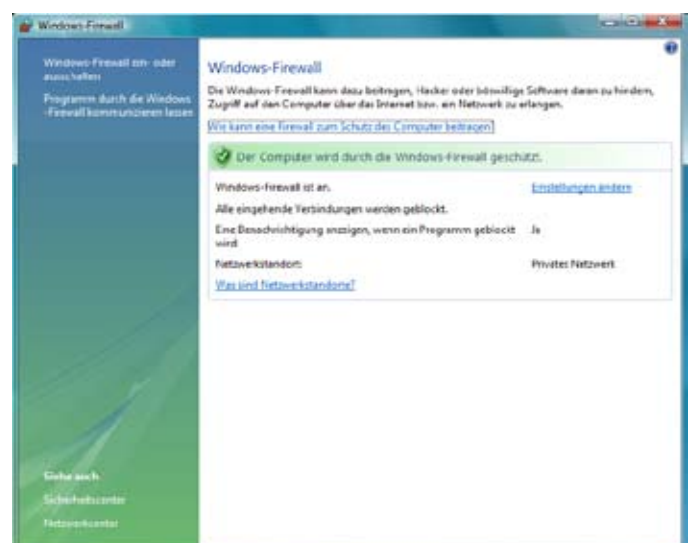 Windows-Firewall
Windows-Firewall ein- oder
ausschalten
Programm durch die Windows
-Firewall kommunizieren lassen
Windows-Firewall
Die Windows-Firewall kann dazu beitragen, Hacker oder böswillige Software daran zu hindern,
Zugriff auf den Computer über das Internet bzw. ein Netzwerk zu erlangen.
Wie kann eine Firewall zum Schutz des Computer beitragen?
Der Computer wird durch die Windows-Firewall geschützt.
Windows-Firewall ist an.
Einstellungen ändern
Alle eingehende Verbindungen werden geblockt.
Eine Benachrichtigung anzeigen, wenn ein Programm geblockt
wird
Ja
Netzwerkstandort:
Privates Netzwerk
Was sind Netzwerkstandorte?
Siehe auch
Sicherheitscenter
Netzwerkcenter